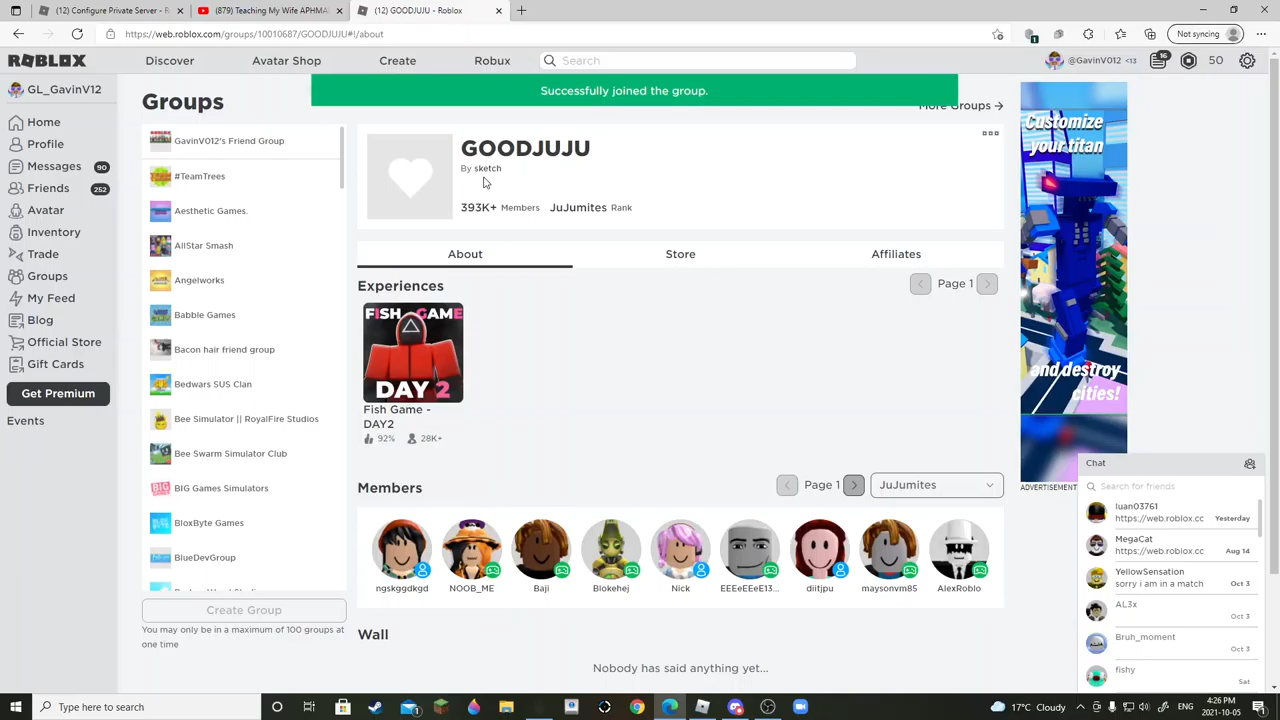 (12) Configure Private Server - R
(89) Teaching My Wife APHMA
(240) GOODJUJU - Roblox
https://web.roblox.com/groups/10010687/GOODJUJU#!/about
1
Not syncing
ROBLOX
Discover
Avatar Shop
Create
Robux
Search
@GavinV012 <13
50
GL_GavinV12
Home
Profile
Messages
90
Friends
252
Avatar
Inventory
Trade
Groups
My Feed
Blog
Official Store
Gift Cards
Get Premium
Events
Groups
Successfully joined the group.
More Groups →
GavinV012's Friend Group
#TeamTrees
Aesthetic Games.
AllStar Smash
Angelworks
Babble Games
Bacon hair friend group
Bedwars SUS Clan
Bee Simulator || RoyalFire Studios
Bee Swarm Simulator Club
BIG Games Simulators
BloxByte Games
BlueDevGroup
Create Group
You may only be in a maximum of 100 groups at
one time
GOODJUJU
By sketch
393K+ Members JuJumites Rank
About
Store
Affiliates
Experiences
Page 1
FISH GAME
DAY 2
Fish Game -
DAY2
92% 28K+
Members
Page 1
JuJumites
ngskggdkgd
NOOB_ME
Baji
Blokehej
Nick
EEEeEEeE13...
diitjpu
maysonvm85
AlexRoblo
Wall
Nobody has said anything yet...
Customize
your titan
and destroy
cities!
ADVERTISEMENT
Chat
Search for friends
luan03761
https://web.roblox.cc Yesterday
MegaCat
https://web.roblox.cc Aug 14
YellowSensation
sorry i am in a match Oct 3
AL3x
Oct 3
Bruh_moment
Oct 3
fishy
Sat
Type here to search
1
17°C Cloudy
4:26 PM
2021-10-05